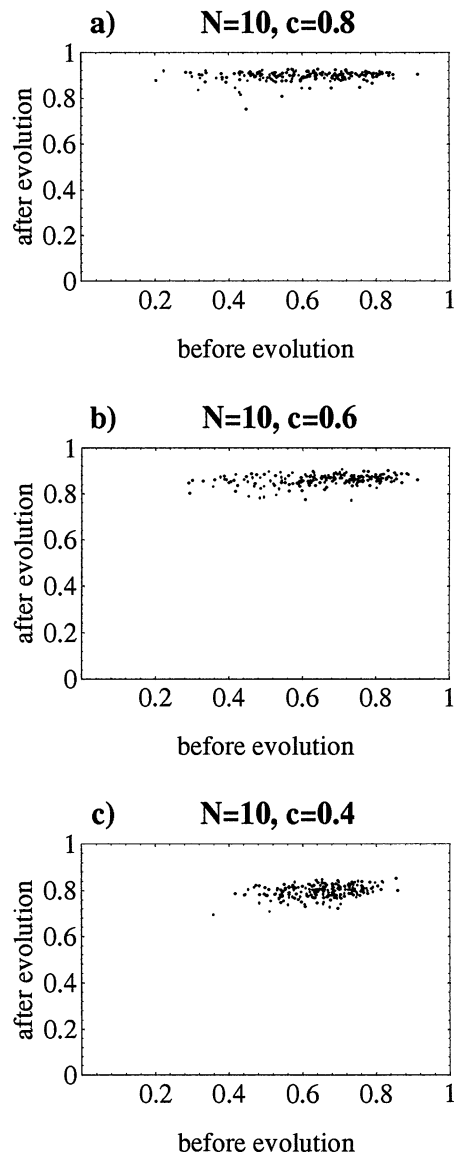 a) N=10, c=0.8
1
0.8
0.6
0.4
0.2
0
after evolution
0.2 0.4 0.6 0.8 1
before evolution
b) N=10, c=0.6
1
0.8
0.6
0.4
0.2
0
after evolution
0.2 0.4 0.6 0.8 1
before evolution
c) N=10, c=0.4
1
0.8
0.6
0.4
0.2
0
after evolution
0.2 0.4 0.6 0.8 1
before evolution